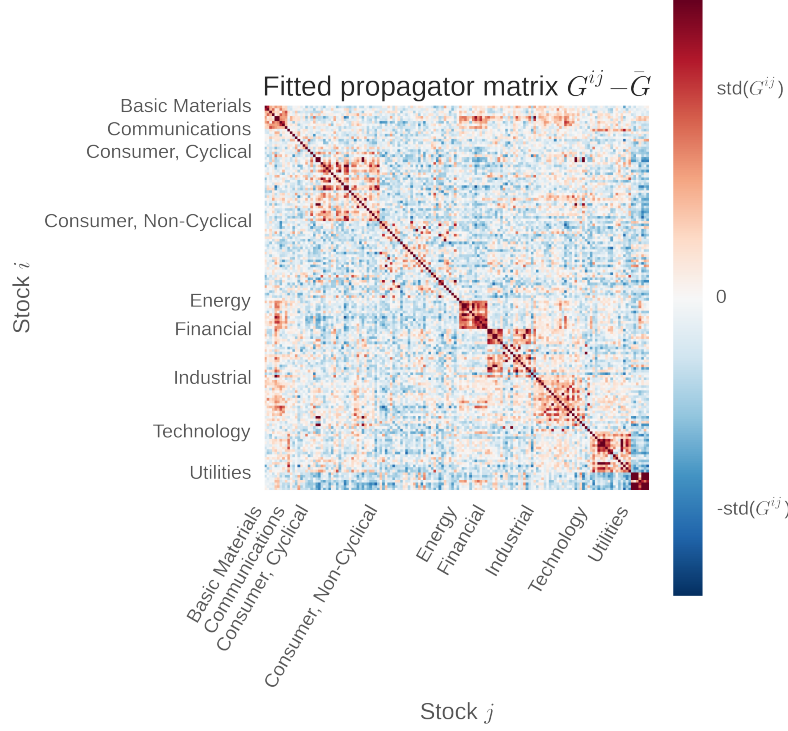 Fitted propagator matrix $G^{ij} - \bar{G}$
Basic Materials
Communications
Consumer, Cyclical
Consumer, Non-Cyclical
Energy
Financial
Industrial
Technology
Utilities
Stock $i$
Basic Materials
Communications
Consumer, Cyclical
Consumer, Non-Cyclical
Energy
Financial
Industrial
Technology
Utilities
Stock $j$
std($G^{ij}$)
0
-std($G^{ij}$)